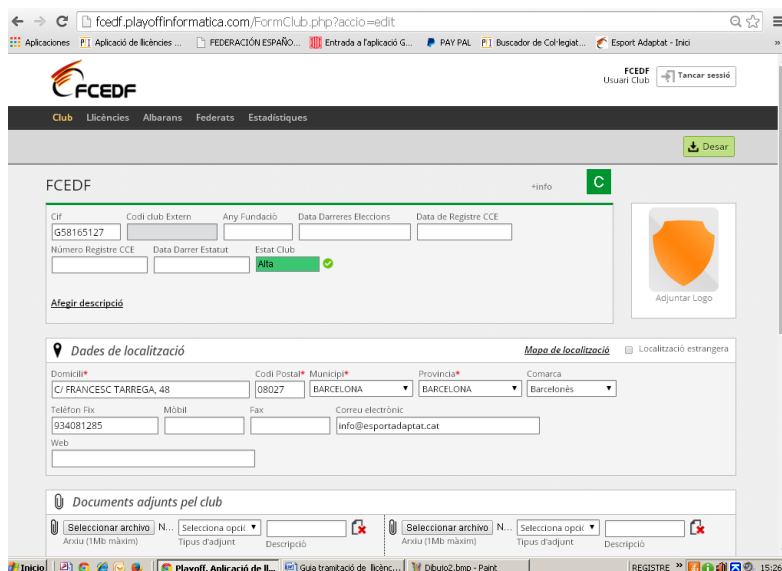 fcedf.playoffinformatica.com/FormClub.php?accio=edit
Aplicaciones Aplicació de llicències ... FEDERACIÓN ESPAÑO... Entrada a l'aplicació G... PAY PAL Buscador de Col·legiat... Esport Adaptat - Inici »
FCEDF
FCEDF
Usuari Club
Tancar sessió
Club Llicències Albarans Federats Estadístiques
Desar
FCEDF +info C
Cif Codi club Extern Any Fundació Data Darreres Eleccions Data de Registre CCE
G58165127
Número Registre CCE Data Darrer Estatut Estat Club
Alta
Afegir descripció
Adjuntar Logo
Dades de localització Mapa de localització Localització estrangera
Domicili* Codi Postal* Municipi* Provincia* Comarca
C/ FRANCESC TARREGA, 48 08027 BARCELONA BARCELONA Barcelonès
Telèfon Fix Mòbil Fax Correu electrònic
934081285 info@esportadaptat.cat
Web
Documents adjunts pel club
Seleccionar archivo N... Selecciona opció Seleccionar archivo N... Selecciona opció
Arxiu (1Mb màxim) Tipus d'adjunt Descripció Arxiu (1Mb màxim) Tipus d'adjunt Descripció
Inicio Playoff. Aplicació de ll... Guia tramitació de llicènc... Dibujo2.bmp - Paint REGISTRE » 15:25